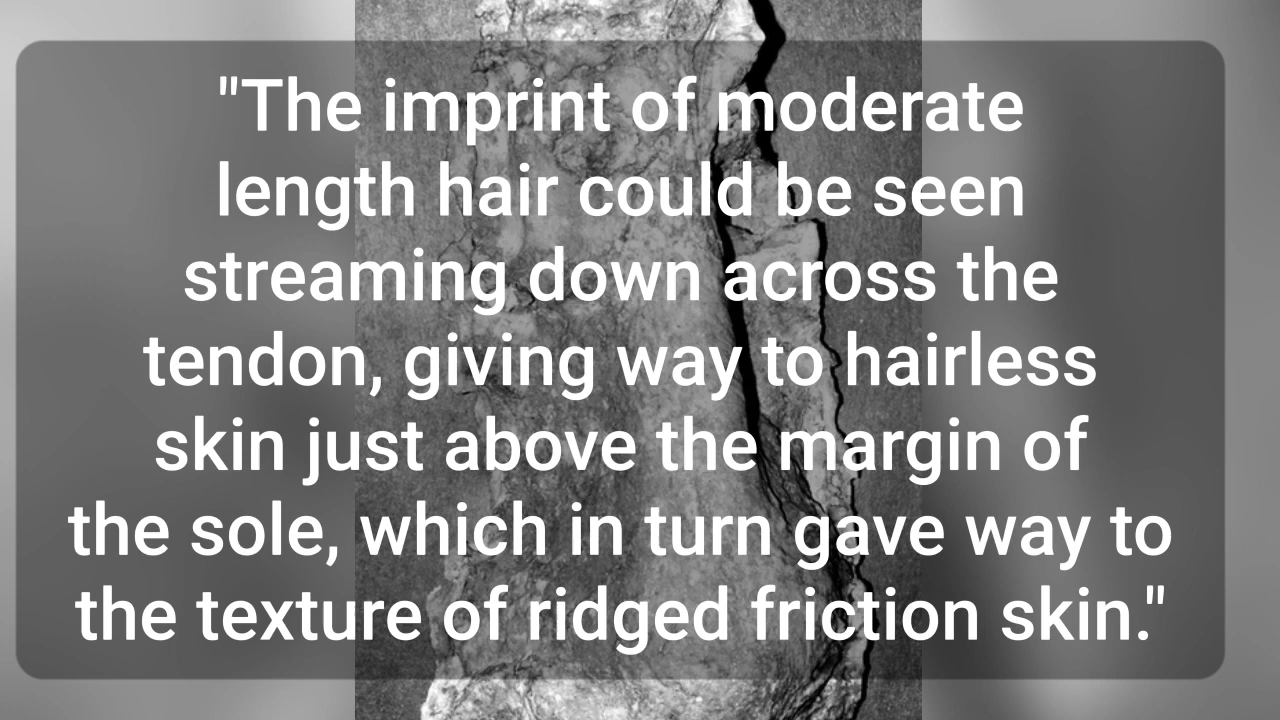 "The imprint of moderate
length hair could be seen
streaming down across the
tendon, giving way to hairless
skin just above the margin of
the sole, which in turn gave way to
the texture of ridged friction skin."